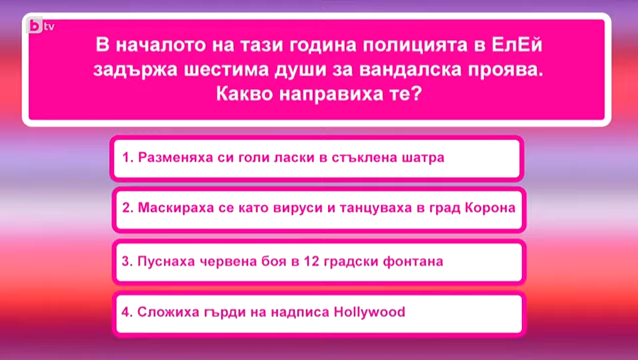 btv
В началото на тази година полицията в ЕлЕй
задържа шестима души за вандалска проява.
Какво направиха те?
1. Разменяха си голи ласки в стъклена шатра
2. Маскираха се като вируси и танцуваха в град Корона
3. Пуснаха червена боя в 12 градски фонтана
4. Сложиха гърди на надписа Hollywood